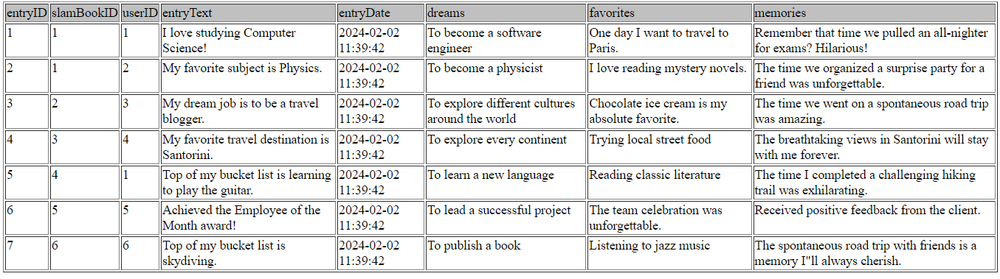 entryID slamBookID userID entryText entryDate dreams favorites memories
1 1 1 I love studying Computer 2024-02-02 To become a software One day I want to travel to Remember that time we pulled an all-nighter
Science! 11:39:42 engineer Paris. for exams? Hilarious!
2 1 2 My favorite subject is Physics. 2024-02-02 To become a physicist I love reading mystery novels. The time we organized a surprise party for a
11:39:42 friend was unforgettable.
3 2 3 My dream job is to be a travel 2024-02-02 To explore different cultures Chocolate ice cream is my The time we went on a spontaneous road trip
blogger. 11:39:42 around the world absolute favorite. was amazing.
4 3 4 My favorite travel destination is 2024-02-02 To explore every continent Trying local street food The breathtaking views in Santorini will stay
Santorini. 11:39:42 with me forever.
5 4 1 Top of my bucket list is learning 2024-02-02 To learn a new language Reading classic literature The time I completed a challenging hiking
to play the guitar. 11:39:42 trail was exhilarating.
6 5 5 Achieved the Employee of the 2024-02-02 To lead a successful project The team celebration was Received positive feedback from the client.
Month award! 11:39:42 unforgettable.
7 6 6 Top of my bucket list is 2024-02-02 To publish a book Listening to jazz music The spontaneous road trip with friends is a
skydiving. 11:39:42 memory I"ll always cherish.